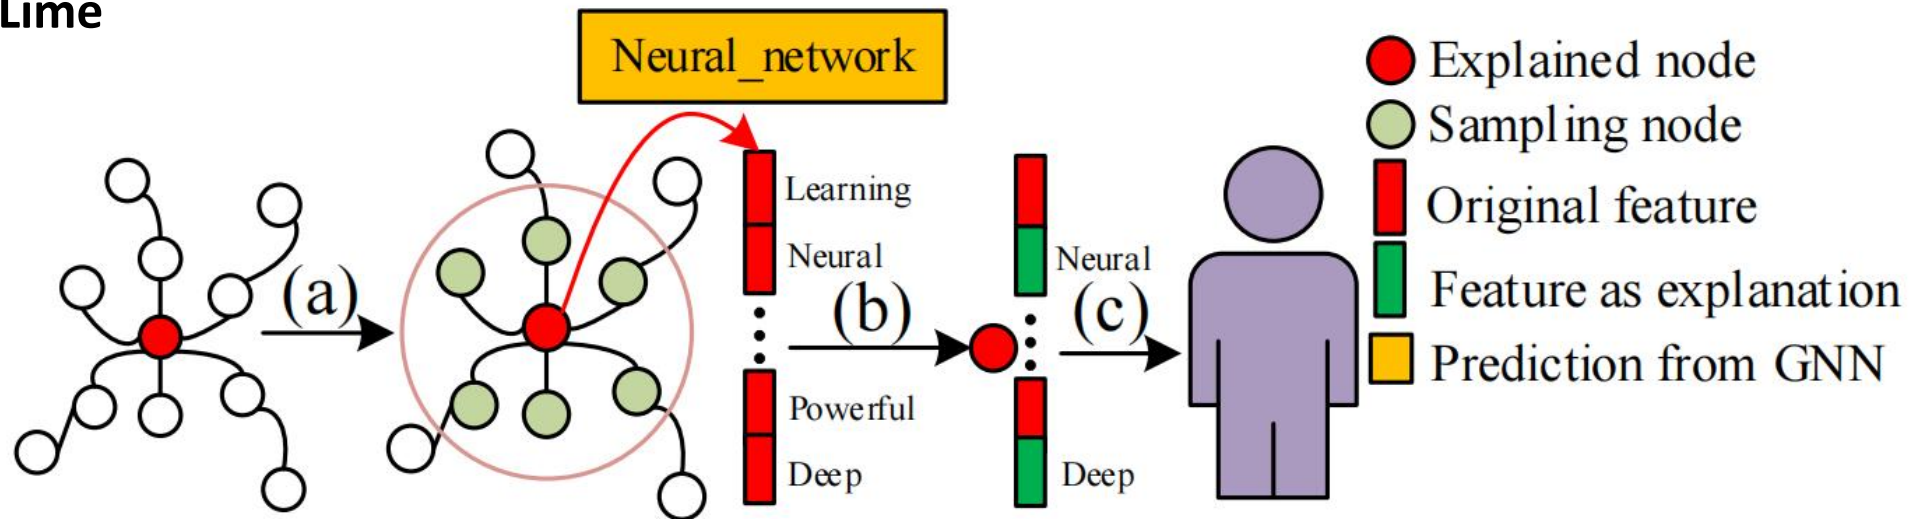 Lime
Neural_network
Learning
Neural
Powerful
Deep
(a)
(b)
Neural
Deep
(c)
Explained node
Sampling node
Original feature
Feature as explanation
Prediction from GNN